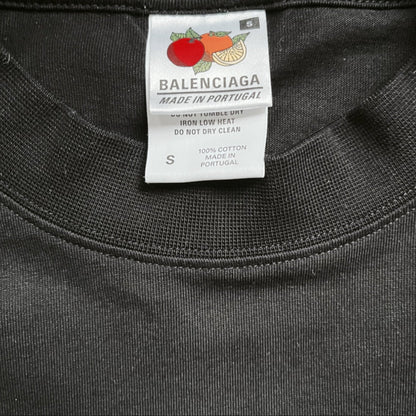 S
BALENCIAGA
MADE IN PORTUGAL
DO NOT TUMBLE DRY
IRON LOW HEAT
DO NOT DRY CLEAN
S
100% COTTON
MADE IN
PORTUGAL